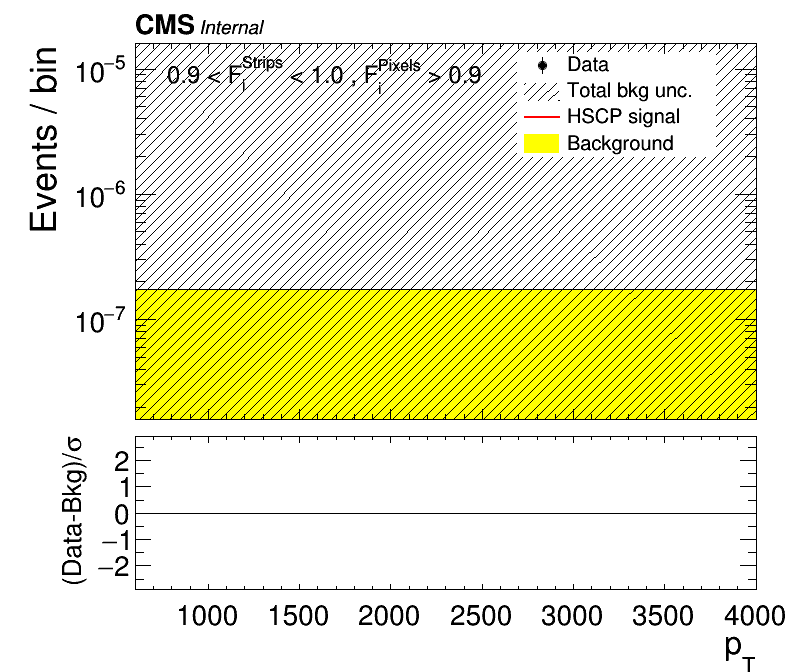 CMS Internal
Events / bin
10⁻⁵
10⁻⁶
10⁻⁷
0.9 < F_i^Strips < 1.0 , F_i^Pixels > 0.9
Data
Total bkg unc.
HSCP signal
Background
(Data-Bkg)/σ
2
1
0
−1
−2
1000 1500 2000 2500 3000 3500 4000
p_T